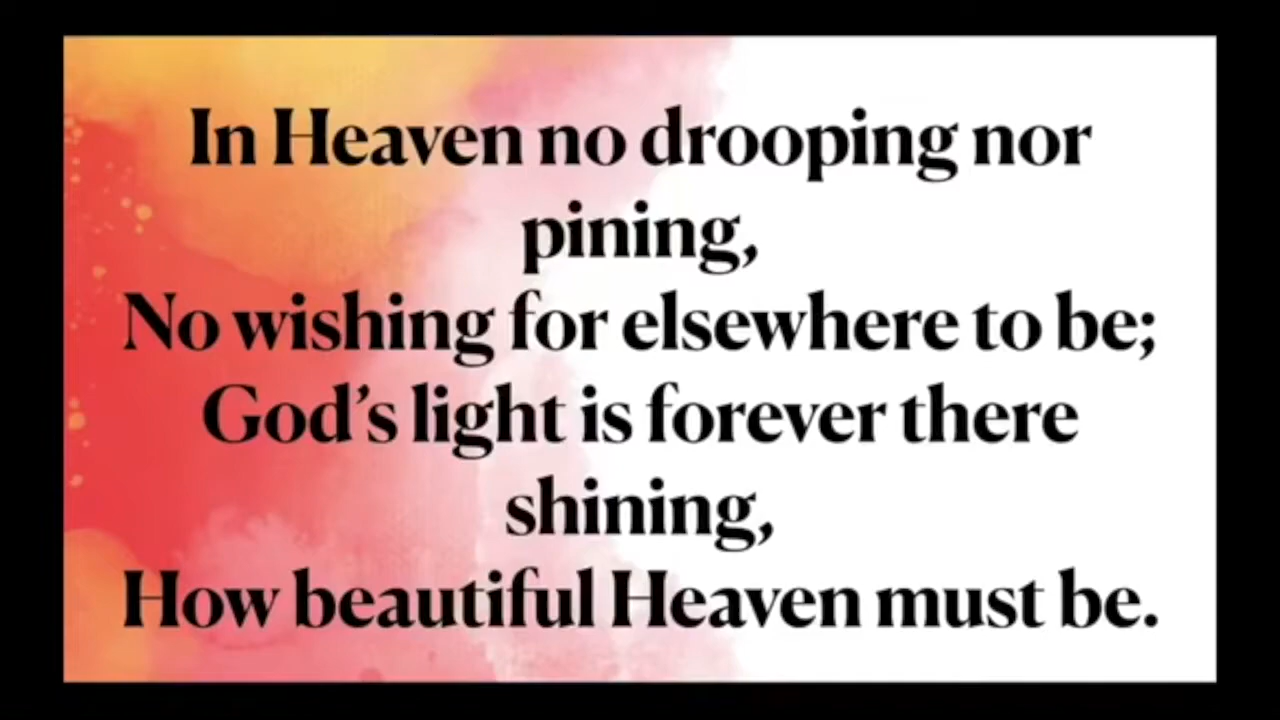 In Heaven no drooping nor
pining,
No wishing for elsewhere to be;
God’s light is forever there
shining,
How beautiful Heaven must be.